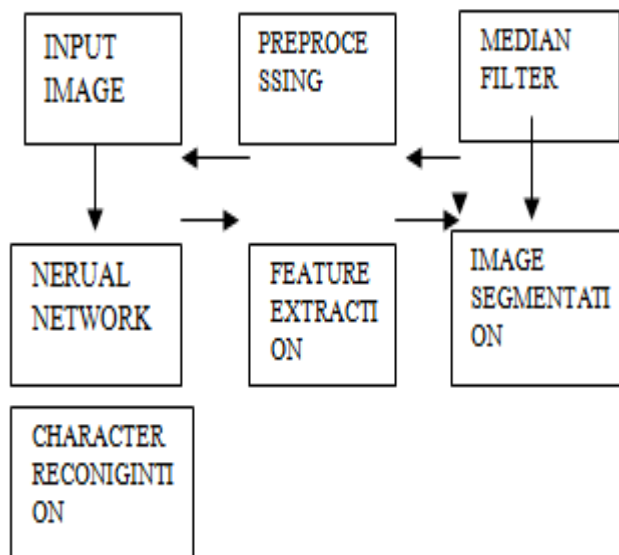 INPUT
IMAGE
PREPROCE
SSING
MEDIAN
FILTER
NERUAL
NETWORK
FEATURE
EXTRACTI
ON
IMAGE
SEGMENTATI
ON
CHARACTER
RECONIGINTI
ON